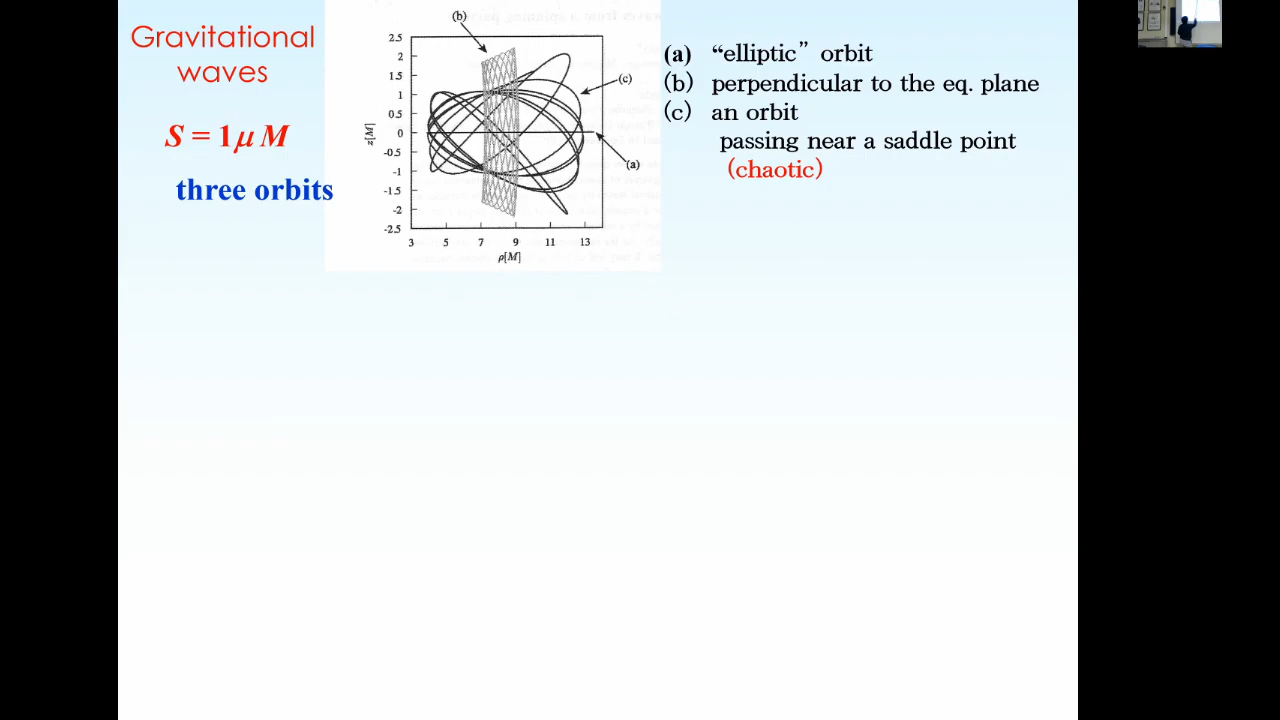 Gravitational
waves
S = 1μ M
three orbits
(b)
(c)
(a)
2.5
2
1.5
1
0.5
0
-0.5
-1
-1.5
-2
-2.5
z[M]
3 5 7 9 11 13
ρ[M]
(a) “elliptic” orbit
(b) perpendicular to the eq. plane
(c) an orbit
passing near a saddle point
(chaotic)